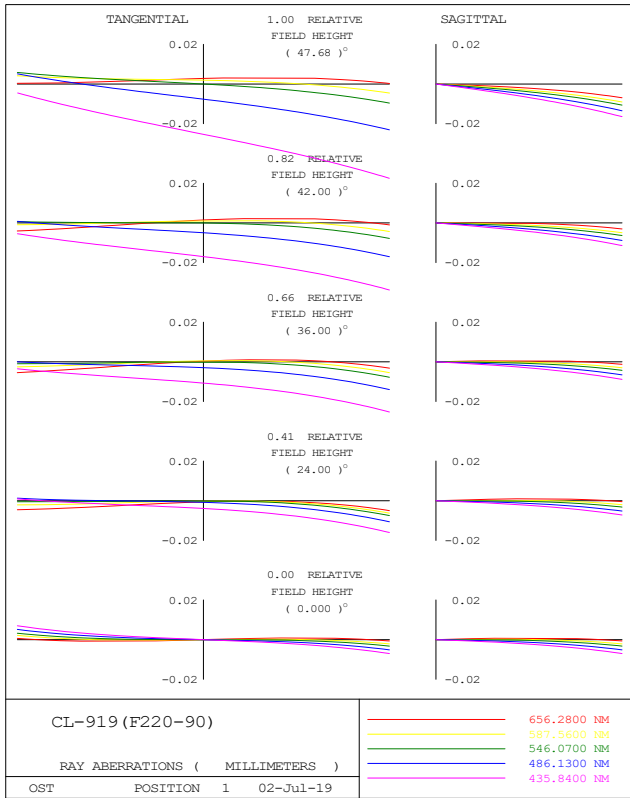 TANGENTIAL 1.00 RELATIVE SAGITTAL
FIELD HEIGHT
( 47.68 )°
0.02 0.02
-0.02 -0.02
0.82 RELATIVE
FIELD HEIGHT
( 42.00 )°
0.02 0.02
-0.02 -0.02
0.66 RELATIVE
FIELD HEIGHT
( 36.00 )°
0.02 0.02
-0.02 -0.02
0.41 RELATIVE
FIELD HEIGHT
( 24.00 )°
0.02 0.02
-0.02 -0.02
0.00 RELATIVE
FIELD HEIGHT
( 0.000 )°
0.02 0.02
-0.02 -0.02
CL-919(F220-90)
RAY ABERRATIONS ( MILLIMETERS )
OST POSITION 1 02-Jul-19
656.2800 NM
587.5600 NM
546.0700 NM
486.1300 NM
435.8400 NM